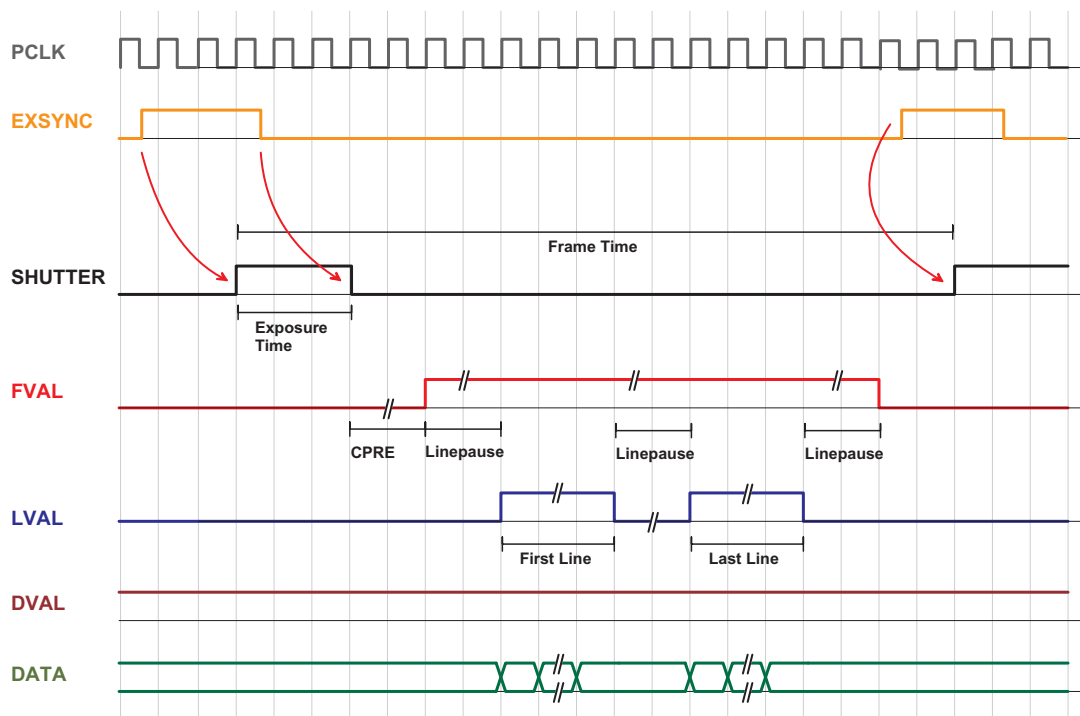 PCLK
EXSYNC
Frame Time
SHUTTER
Exposure
Time
FVAL
CPRE
Linepause
Linepause
Linepause
LVAL
First Line
Last Line
DVAL
DATA